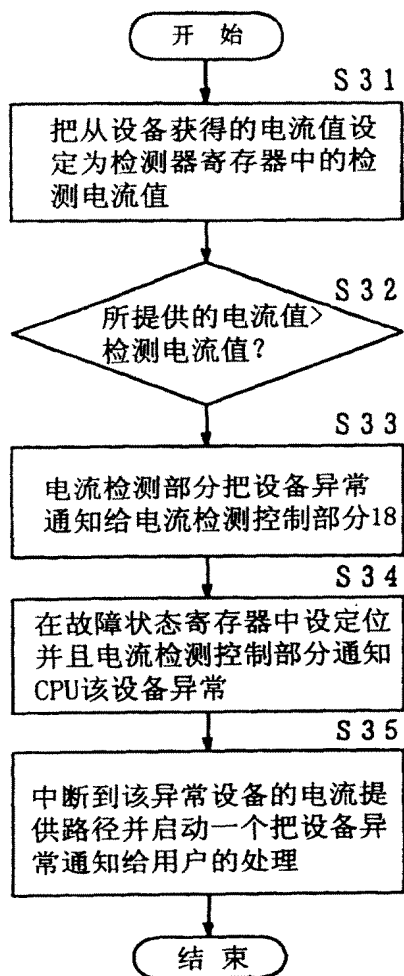 开 始
S31
把从设备获得的电流值设
定为检测器寄存器中的检
测电流值
S32
所提供的电流值>
检测电流值?
S33
电流检测部分把设备异常
通知给电流检测控制部分18
S34
在故障状态寄存器中设定位
并且电流检测控制部分通知
CPU该设备异常
S35
中断到该异常设备的电流提
供路径并启动一个把设备异
常通知给用户的处理
结 束